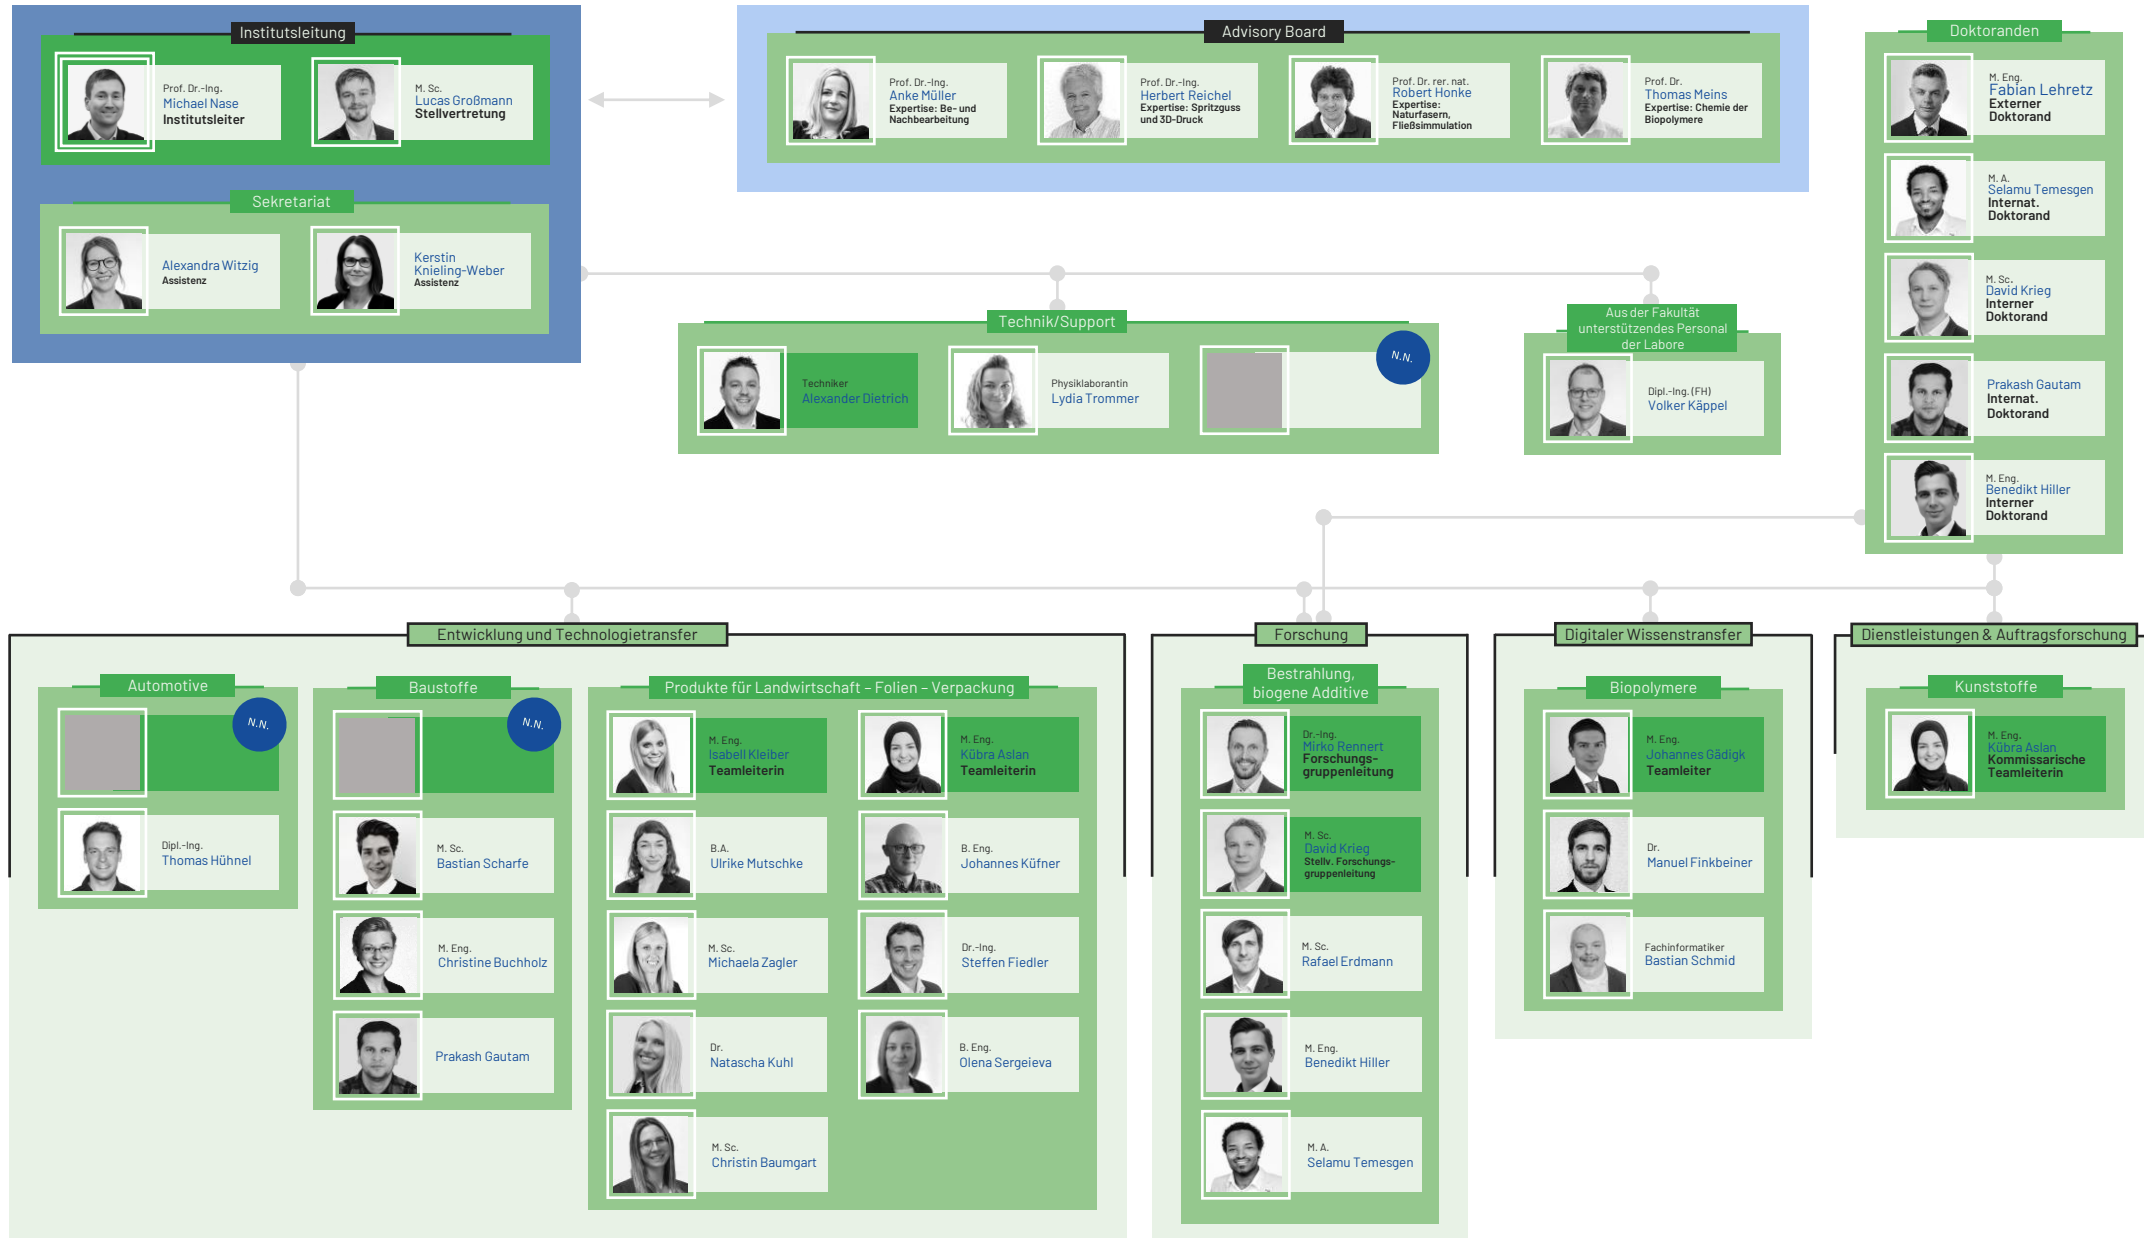 Institutsleitung
Prof. Dr.-Ing.
Michael Nase
Institutsleiter
M. Sc.
Lucas Großmann
Stellvertretung
Sekretariat
Alexandra Witzig
Assistenz
Kerstin
Knieling-Weber
Assistenz
Advisory Board
Prof. Dr.-Ing.
Anke Müller
Expertise: Be- und
Nachbearbeitung
Prof. Dr.-Ing.
Herbert Reichel
Expertise: Spritzguss
und 3D-Druck
Prof. Dr. rer. nat.
Robert Honke
Expertise:
Naturfasern,
Fließsimulation
Prof. Dr.
Thomas Meins
Expertise: Chemie der
Biopolymere
Doktoranden
M. Eng.
Fabian Lehretz
Externer
Doktorand
M. A.
Selamu Temesgen
Internat.
Doktorand
M. Sc.
David Krieg
Interner
Doktorand
Prakash Gautam
Internat.
Doktorand
M. Eng.
Benedikt Hiller
Interner
Doktorand
Technik/Support
Techniker
Alexander Dietrich
Physiklaborantin
Lydia Trommer
N.N.
Aus der Fakultät
unterstützendes Personal
der Labore
Dipl.-Ing. (FH)
Volker Käppel
Entwicklung und Technologietransfer
Automotive
N.N.
Dipl.-Ing.
Thomas Hühnel
Baustoffe
N.N.
M. Sc.
Bastian Scharfe
M. Eng.
Christine Buchholz
Prakash Gautam
Produkte für Landwirtschaft – Folien – Verpackung
M. Eng.
Isabell Kleiber
Teamleiterin
M. Eng.
Kübra Aslan
Teamleiterin
B.A.
Ulrike Mutschke
B. Eng.
Johannes Küfner
M. Sc.
Michaela Zagler
Dr.-Ing.
Steffen Fiedler
Dr.
Natascha Kuhl
B. Eng.
Olena Sergeieva
M. Sc.
Christin Baumgart
Forschung
Bestrahlung,
biogene Additive
Dr.-Ing.
Mirko Rennert
Forschungs-
gruppenleitung
M. Sc.
David Krieg
Stellv. Forschungs-
gruppenleitung
M. Sc.
Rafael Erdmann
M. Eng.
Benedikt Hiller
M. A.
Selamu Temesgen
Digitaler Wissenstransfer
Biopolymere
M. Eng.
Johannes Gädigk
Teamleiter
Dr.
Manuel Finkbeiner
Fachinformatiker
Bastian Schmid
Dienstleistungen & Auftragsforschung
Kunststoffe
M. Eng.
Kübra Aslan
Kommissarische
Teamleiterin